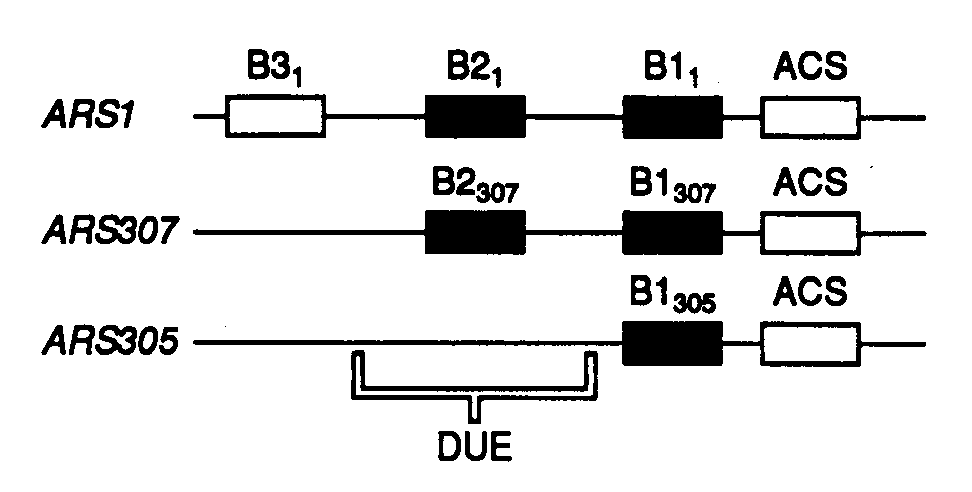 B3₁ B2₁ B1₁ ACS
ARS1
B2₃₀₇ B1₃₀₇ ACS
ARS307
B1₃₀₅ ACS
ARS305
DUE